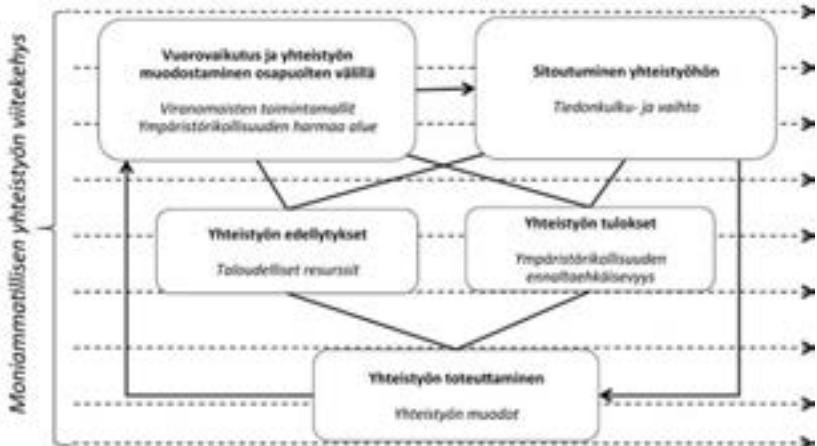 Moniammatillisen yhteistyön viitekehys
Vuorovaikutus ja yhteistyön
muodostaminen osapuolten välillä
Viranomaisten toimintamallit
Ympäristörikollisuuden harmaa alue
Sitoutuminen yhteistyöhön
Tiedonkulku- ja vaihto
Yhteistyön edellytykset
Taloudelliset resurssit
Yhteistyön tulokset
Ympäristörikollisuuden
ennaltaehkäisevyys
Yhteistyön toteuttaminen
Yhteistyön muodot